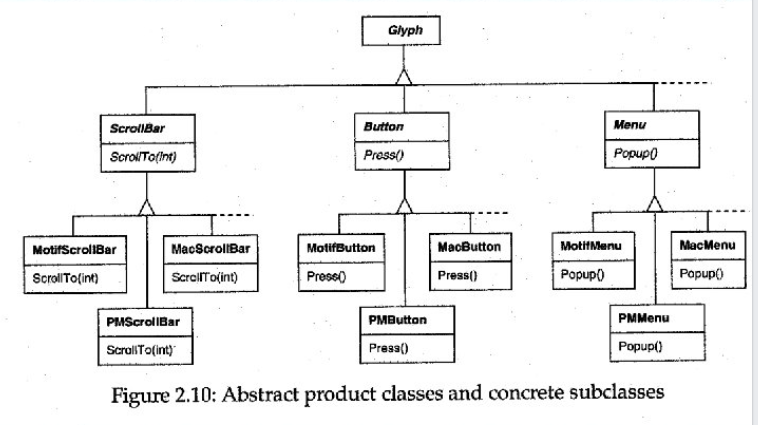 Glyph
ScrollBar
ScrollTo(int)
Button
Press()
Menu
Popup()
MotifScrollBar
ScrollTo(int)
MacScrollBar
ScrollTo(int)
PMScrollBar
ScrollTo(int)
MotifButton
Press()
MacButton
Press()
PMButton
Press()
MotifMenu
Popup()
MacMenu
Popup()
PMMenu
Popup()
Figure 2.10: Abstract product classes and concrete subclasses